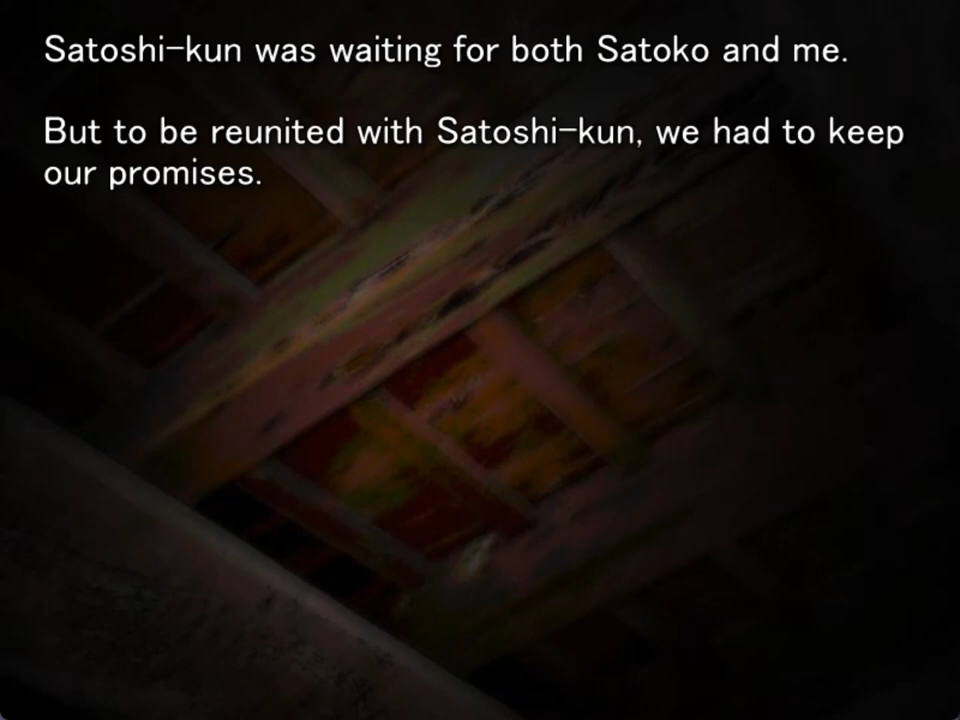 Satoshi-kun was waiting for both Satoko and me.
But to be reunited with Satoshi-kun, we had to keep
our promises.